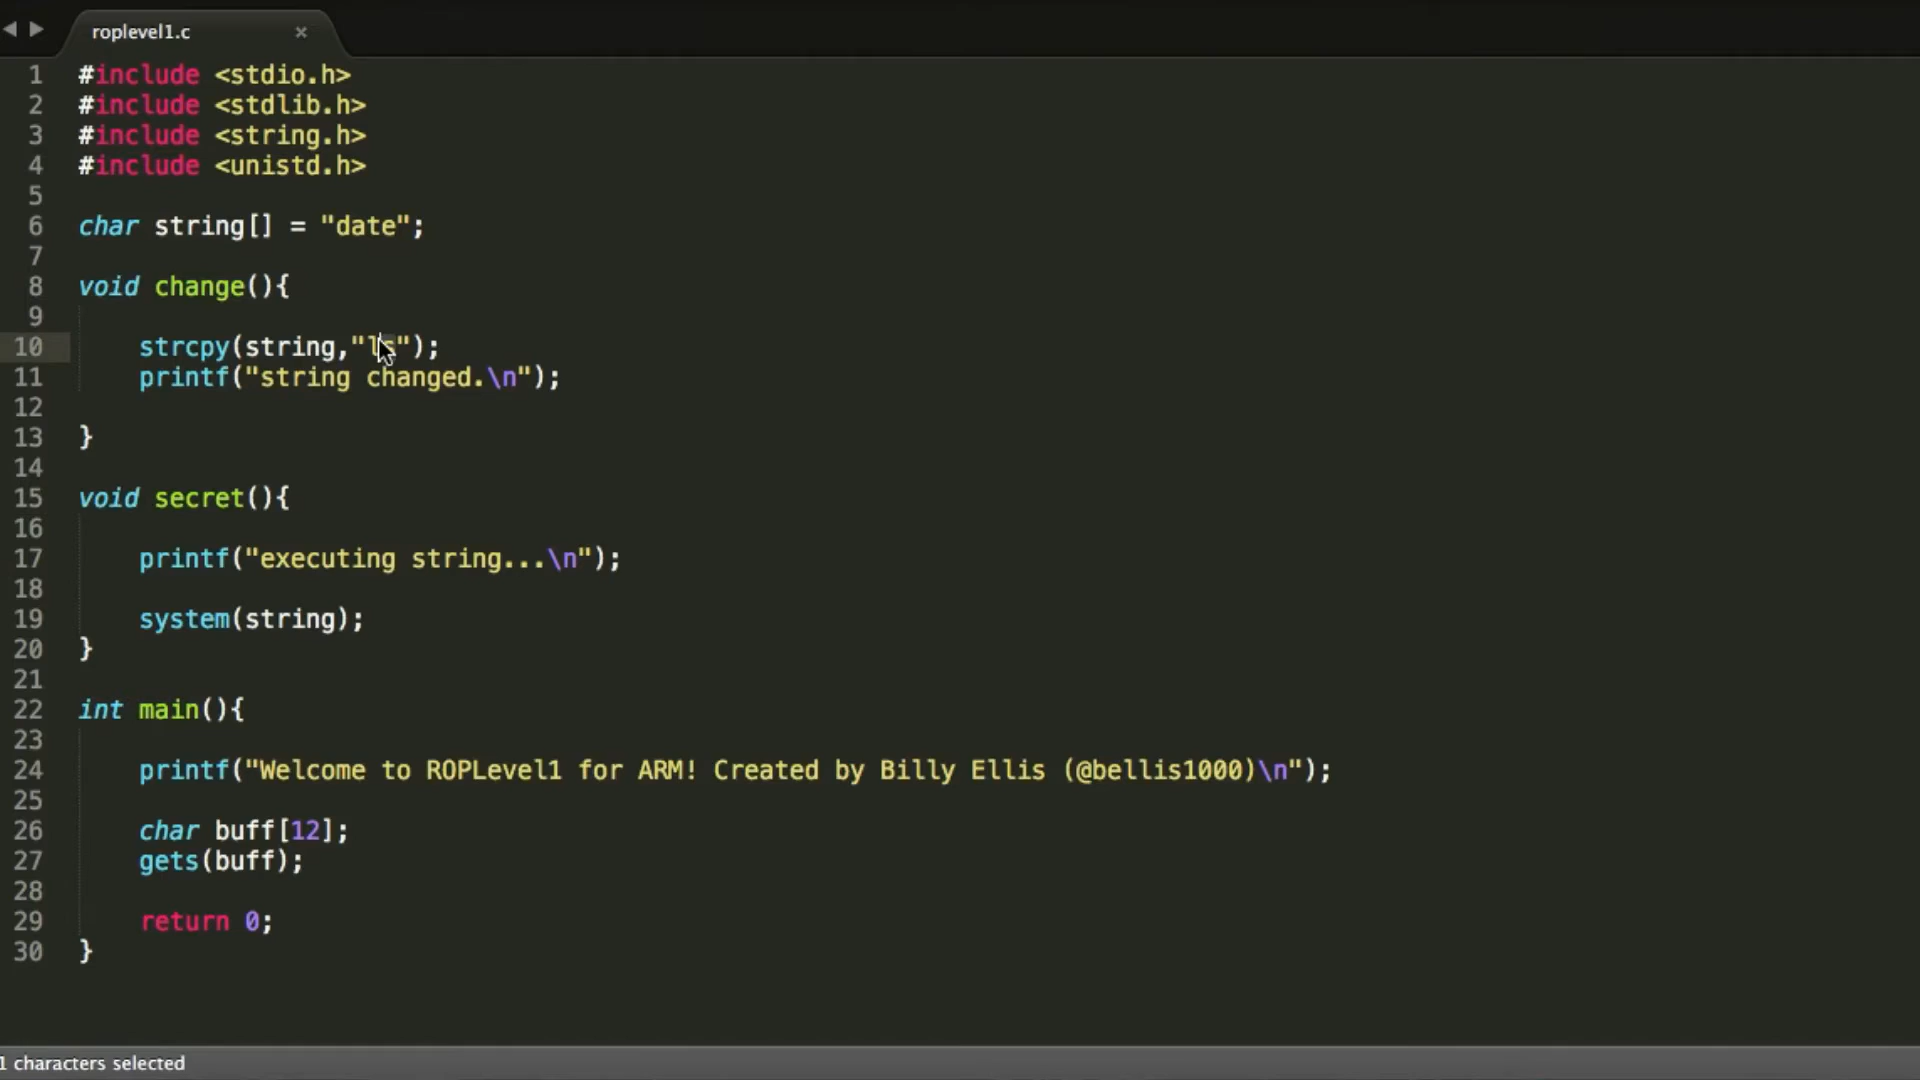 roplevel1.c ×
1 #include <stdio.h>
2 #include <stdlib.h>
3 #include <string.h>
4 #include <unistd.h>
5
6 char string[] = "date";
7
8 void change(){
9
10 strcpy(string,"ls");
11 printf("string changed.\n");
12
13 }
14
15 void secret(){
16
17 printf("executing string...\n");
18
19 system(string);
20 }
21
22 int main(){
23
24 printf("Welcome to ROPLevel1 for ARM! Created by Billy Ellis (@bellis1000)\n");
25
26 char buff[12];
27 gets(buff);
28
29 return 0;
30 }
1 characters selected